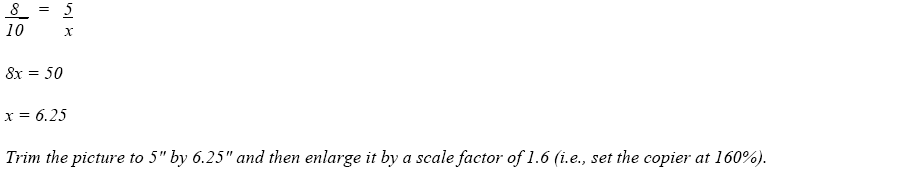 8 = 5
10 x
8x = 50
x = 6.25
Trim the picture to 5" by 6.25" and then enlarge it by a scale factor of 1.6 (i.e., set the copier at 160%).